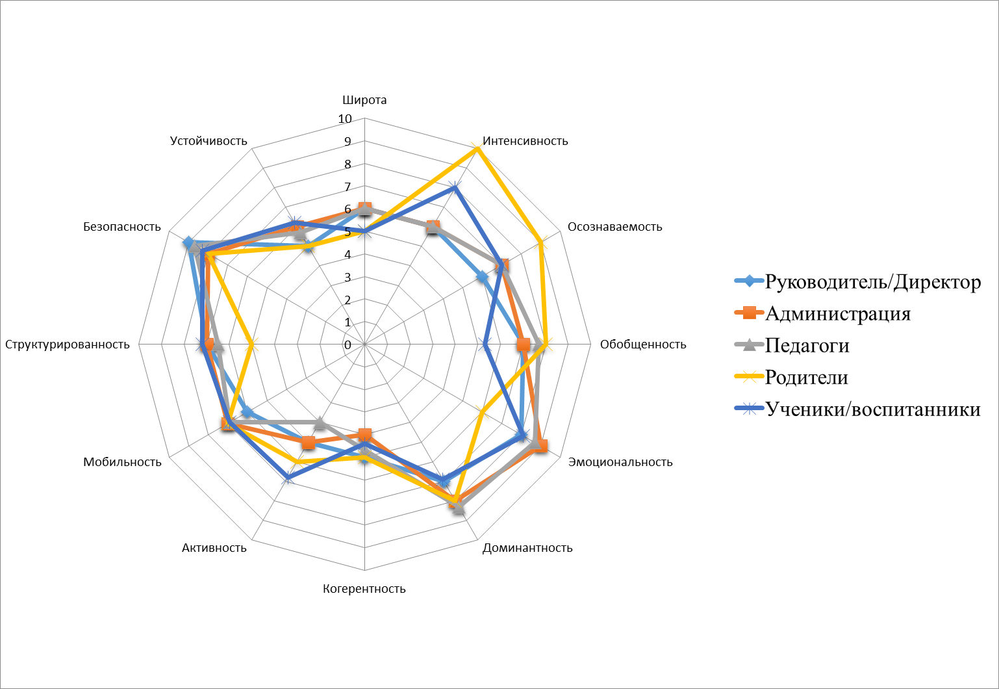 Широта
Интенсивность
Осознаваемость
Обобщенность
Эмоциональность
Доминантность
Когерентность
Активность
Мобильность
Структурированность
Безопасность
Устойчивость
10
9
8
7
6
5
4
3
2
1
0
Руководитель/Директор
Администрация
Педагоги
Родители
Ученики/воспитанники